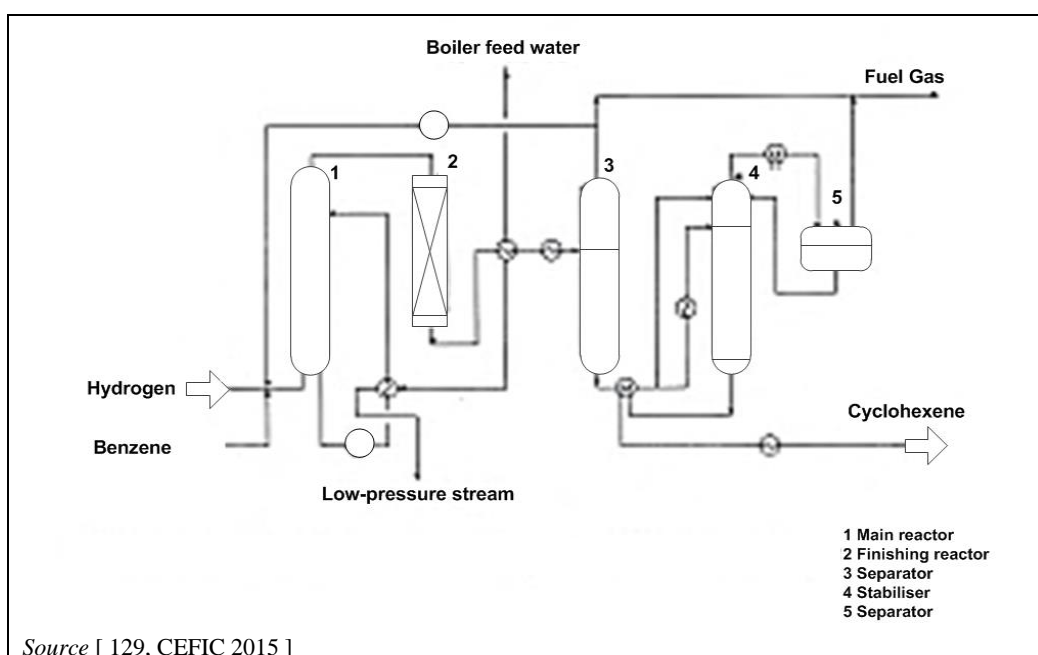 Boiler feed water
Fuel Gas
1
2
3
4
5
Hydrogen
Benzene
Cyclohexene
Low-pressure stream
1 Main reactor
2 Finishing reactor
3 Separator
4 Stabiliser
5 Separator
Source [ 129, CEFIC 2015 ]